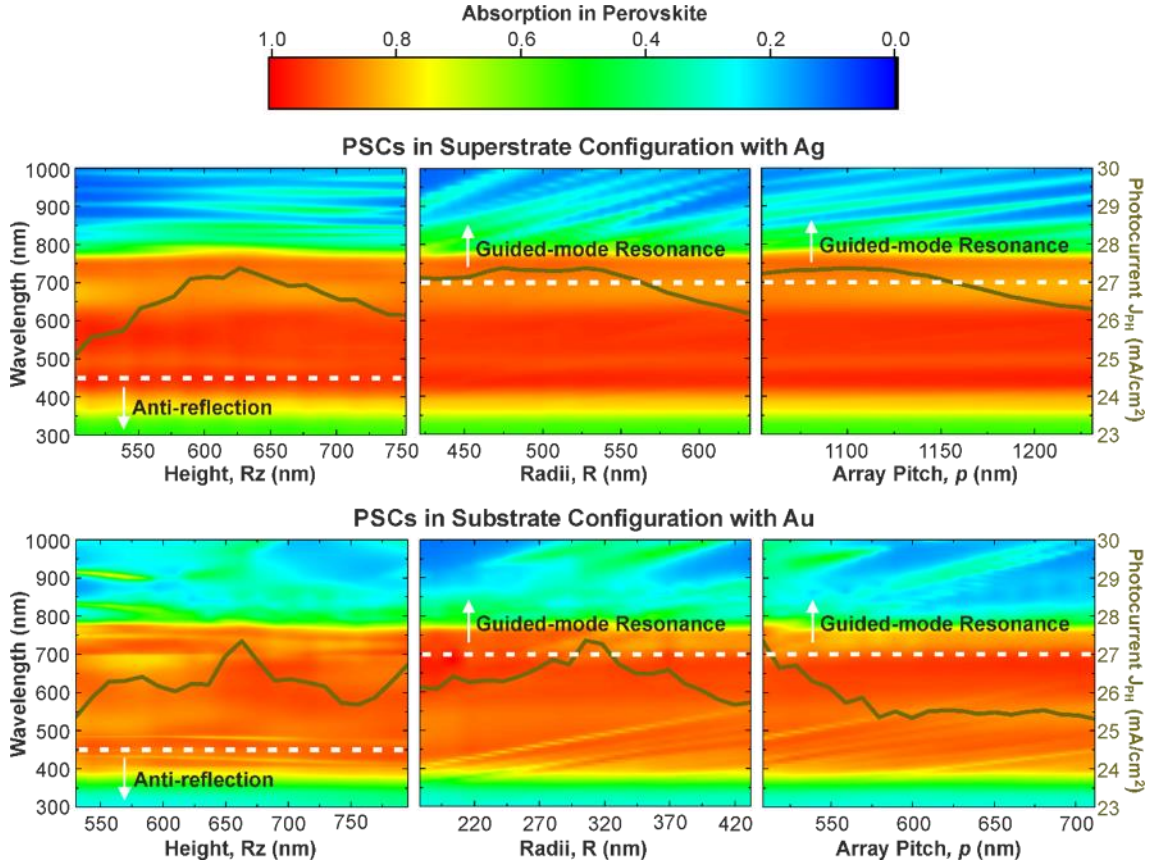 Absorption in Perovskite
1.0 0.8 0.6 0.4 0.2 0.0
PSCs in Superstrate Configuration with Ag
Wavelength (nm)
1000
900
800
700
600
500
400
300
Anti-reflection
550 600 650 700 750
Height, Rz (nm)
Guided-mode Resonance
450 500 550 600
Radii, R (nm)
Guided-mode Resonance
1100 1150 1200
Array Pitch, p (nm)
30
29
28
27
26
25
24
23
Photocurrent JPH (mA/cm²)
PSCs in Substrate Configuration with Au
Wavelength (nm)
1000
900
800
700
600
500
400
300
Anti-reflection
550 600 650 700 750
Height, Rz (nm)
Guided-mode Resonance
220 270 320 370 420
Radii, R (nm)
Guided-mode Resonance
550 600 650 700
Array Pitch, p (nm)
30
29
28
27
26
25
24
23
Photocurrent JPH (mA/cm²)